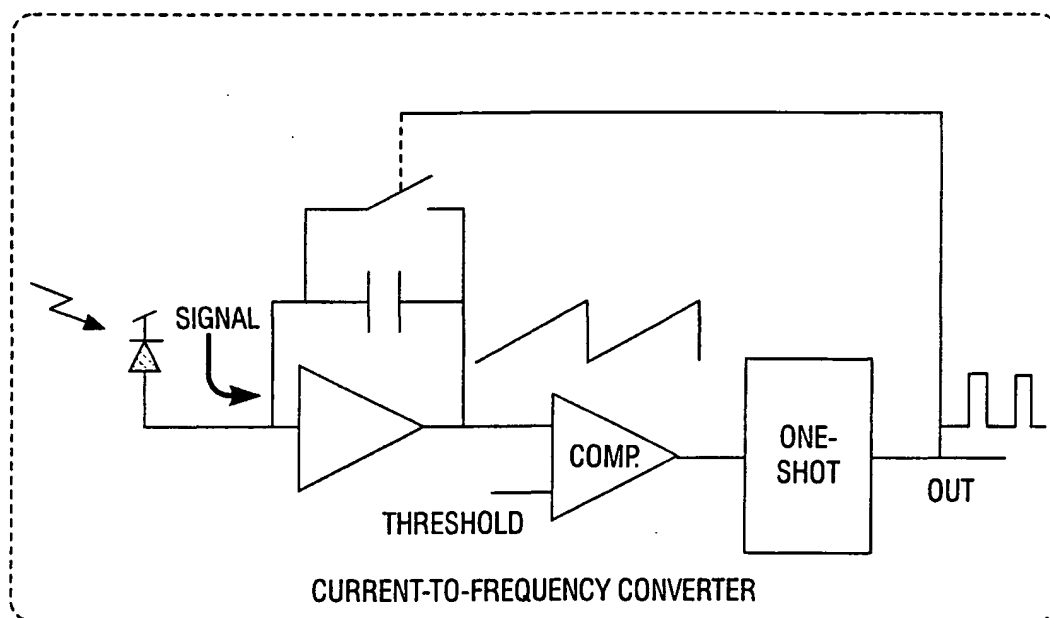 SIGNAL
COMP.
ONE-
SHOT
OUT
THRESHOLD
CURRENT-TO-FREQUENCY CONVERTER